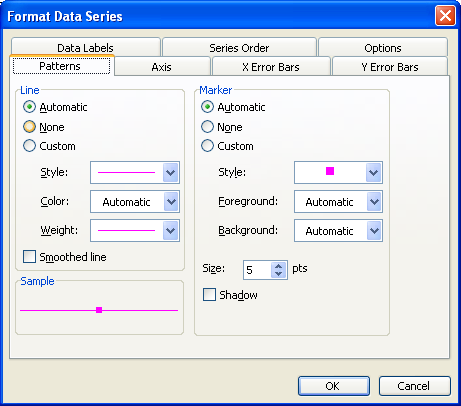 Format Data Series
Data Labels Series Order Options
Patterns Axis X Error Bars Y Error Bars
Line
Automatic
None
Custom
Style:
Color: Automatic
Weight:
Smoothed line
Sample
Marker
Automatic
None
Custom
Style:
Foreground: Automatic
Background: Automatic
Size: 5 pts
Shadow
OK Cancel